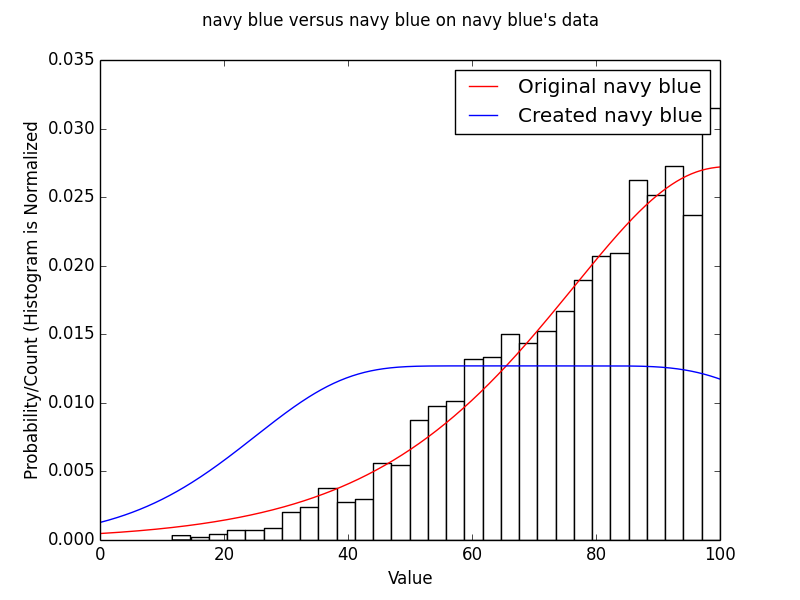 navy blue versus navy blue on navy blue's data
0.035
0.030
0.025
0.020
0.015
0.010
0.005
0.000
Probability/Count (Histogram is Normalized
Original navy blue
Created navy blue
0 20 40 60 80 100
Value